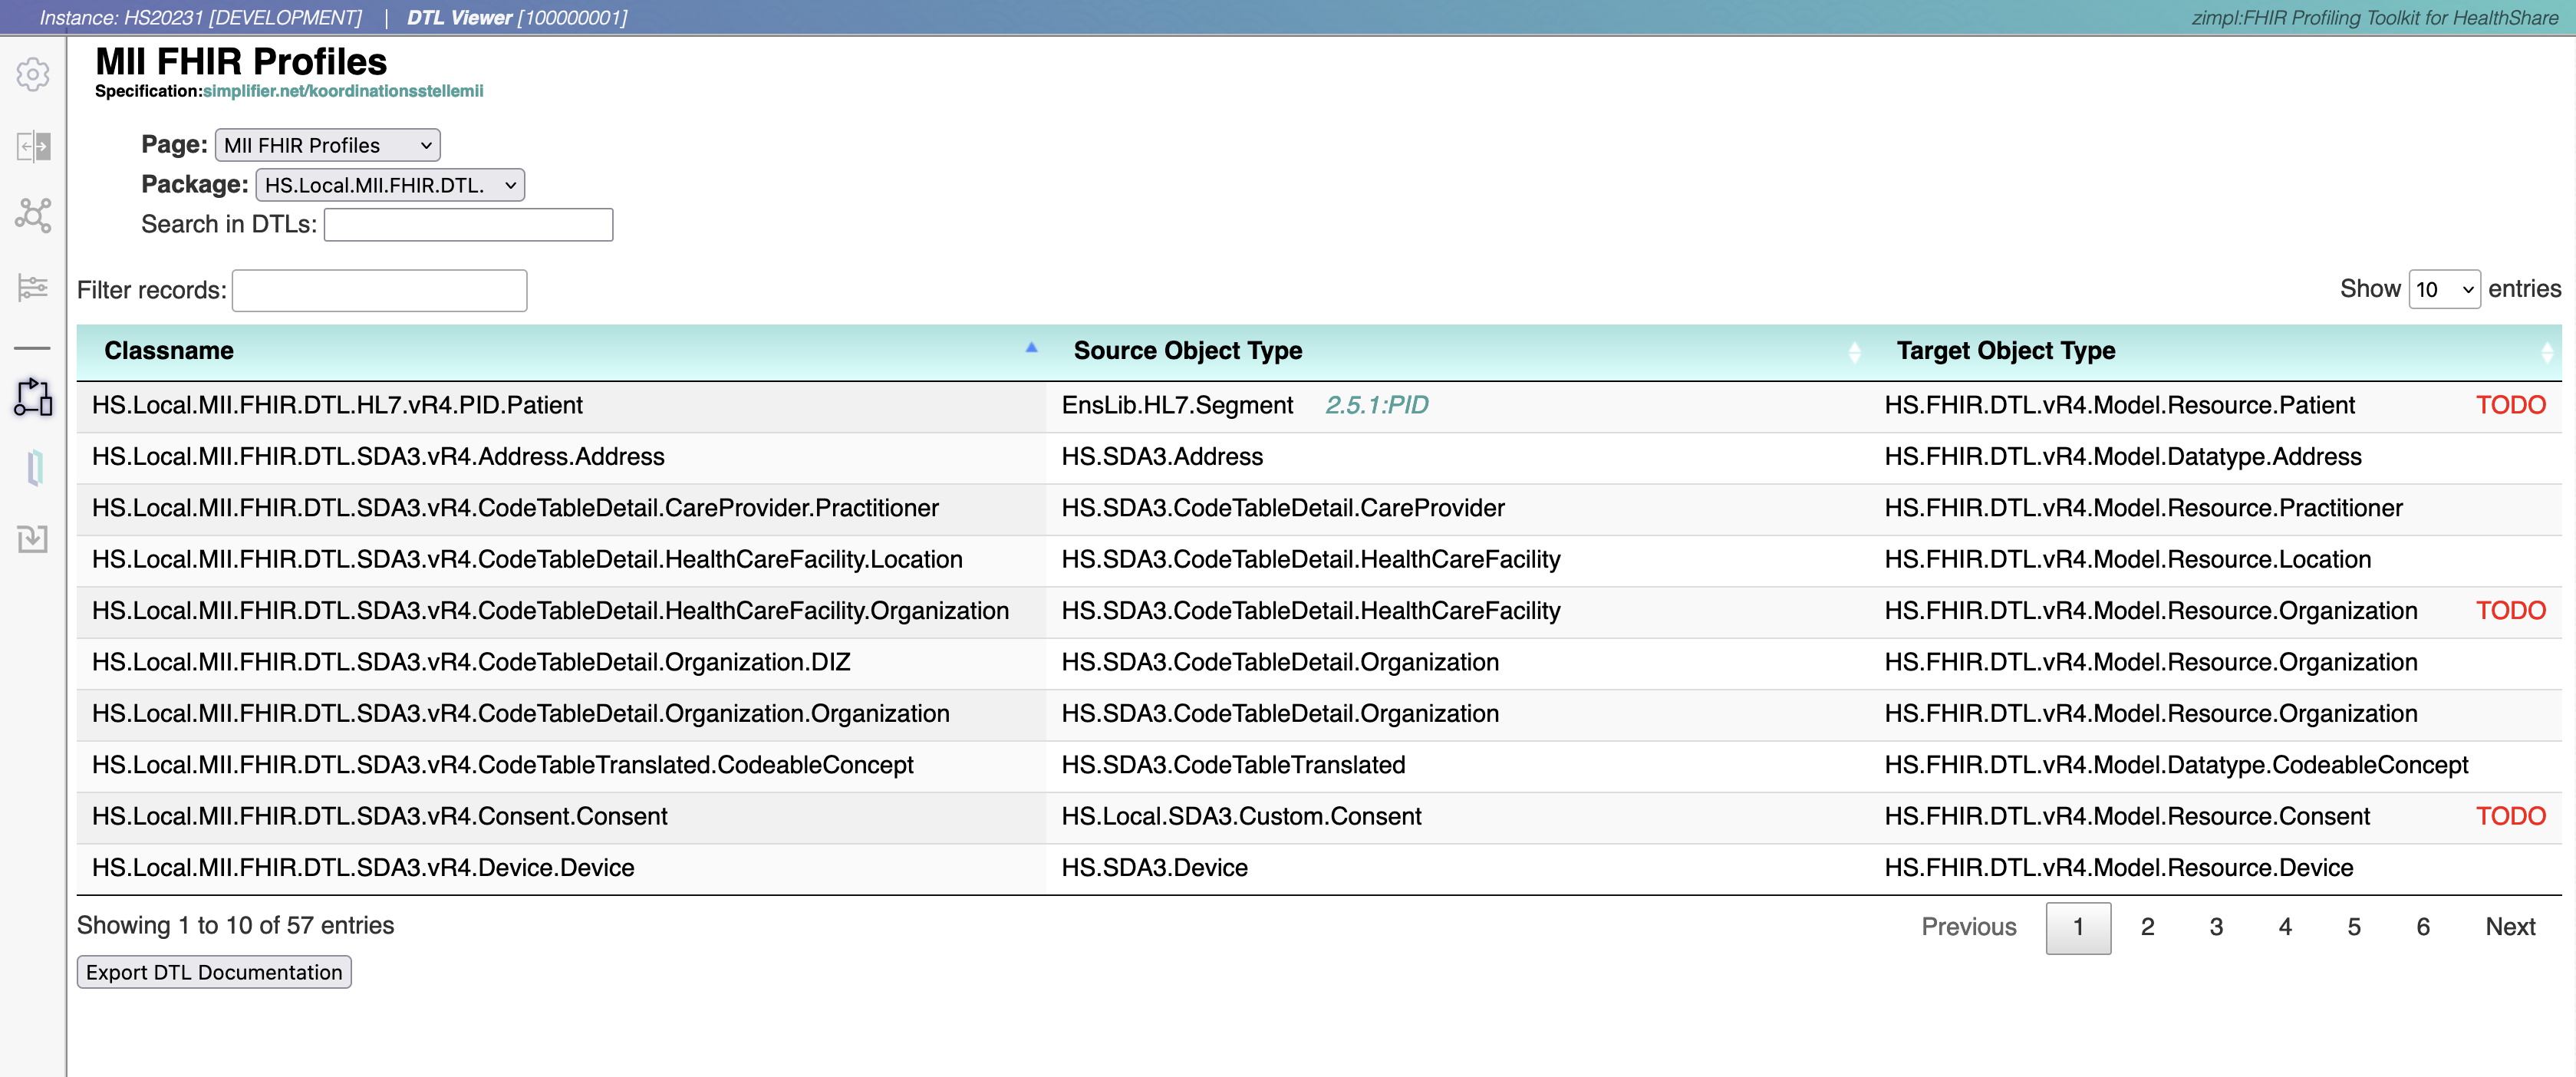 Instance: HS20231 [DEVELOPMENT] | DTL Viewer [100000001] zimpl:FHIR Profiling Toolkit for HealthShare
MII FHIR Profiles
Specification:simplifier.net/koordinationsstellemii
Page: MII FHIR Profiles
Package: HS.Local.MII.FHIR.DTL.
Search in DTLs:
Filter records: Show 10 entries
Classname Source Object Type Target Object Type
HS.Local.MII.FHIR.DTL.HL7.vR4.PID.Patient EnsLib.HL7.Segment 2.5.1:PID HS.FHIR.DTL.vR4.Model.Resource.Patient TODO
HS.Local.MII.FHIR.DTL.SDA3.vR4.Address.Address HS.SDA3.Address HS.FHIR.DTL.vR4.Model.Datatype.Address
HS.Local.MII.FHIR.DTL.SDA3.vR4.CodeTableDetail.CareProvider.Practitioner HS.SDA3.CodeTableDetail.CareProvider HS.FHIR.DTL.vR4.Model.Resource.Practitioner
HS.Local.MII.FHIR.DTL.SDA3.vR4.CodeTableDetail.HealthCareFacility.Location HS.SDA3.CodeTableDetail.HealthCareFacility HS.FHIR.DTL.vR4.Model.Resource.Location
HS.Local.MII.FHIR.DTL.SDA3.vR4.CodeTableDetail.HealthCareFacility.Organization HS.SDA3.CodeTableDetail.HealthCareFacility HS.FHIR.DTL.vR4.Model.Resource.Organization TODO
HS.Local.MII.FHIR.DTL.SDA3.vR4.CodeTableDetail.Organization.DIZ HS.SDA3.CodeTableDetail.Organization HS.FHIR.DTL.vR4.Model.Resource.Organization
HS.Local.MII.FHIR.DTL.SDA3.vR4.CodeTableDetail.Organization.Organization HS.SDA3.CodeTableDetail.Organization HS.FHIR.DTL.vR4.Model.Resource.Organization
HS.Local.MII.FHIR.DTL.SDA3.vR4.CodeTableTranslated.CodeableConcept HS.SDA3.CodeTableTranslated HS.FHIR.DTL.vR4.Model.Datatype.CodeableConcept
HS.Local.MII.FHIR.DTL.SDA3.vR4.Consent.Consent HS.Local.SDA3.Custom.Consent HS.FHIR.DTL.vR4.Model.Resource.Consent TODO
HS.Local.MII.FHIR.DTL.SDA3.vR4.Device.Device HS.SDA3.Device HS.FHIR.DTL.vR4.Model.Resource.Device
Showing 1 to 10 of 57 entries Previous 1 2 3 4 5 6 Next
Export DTL Documentation